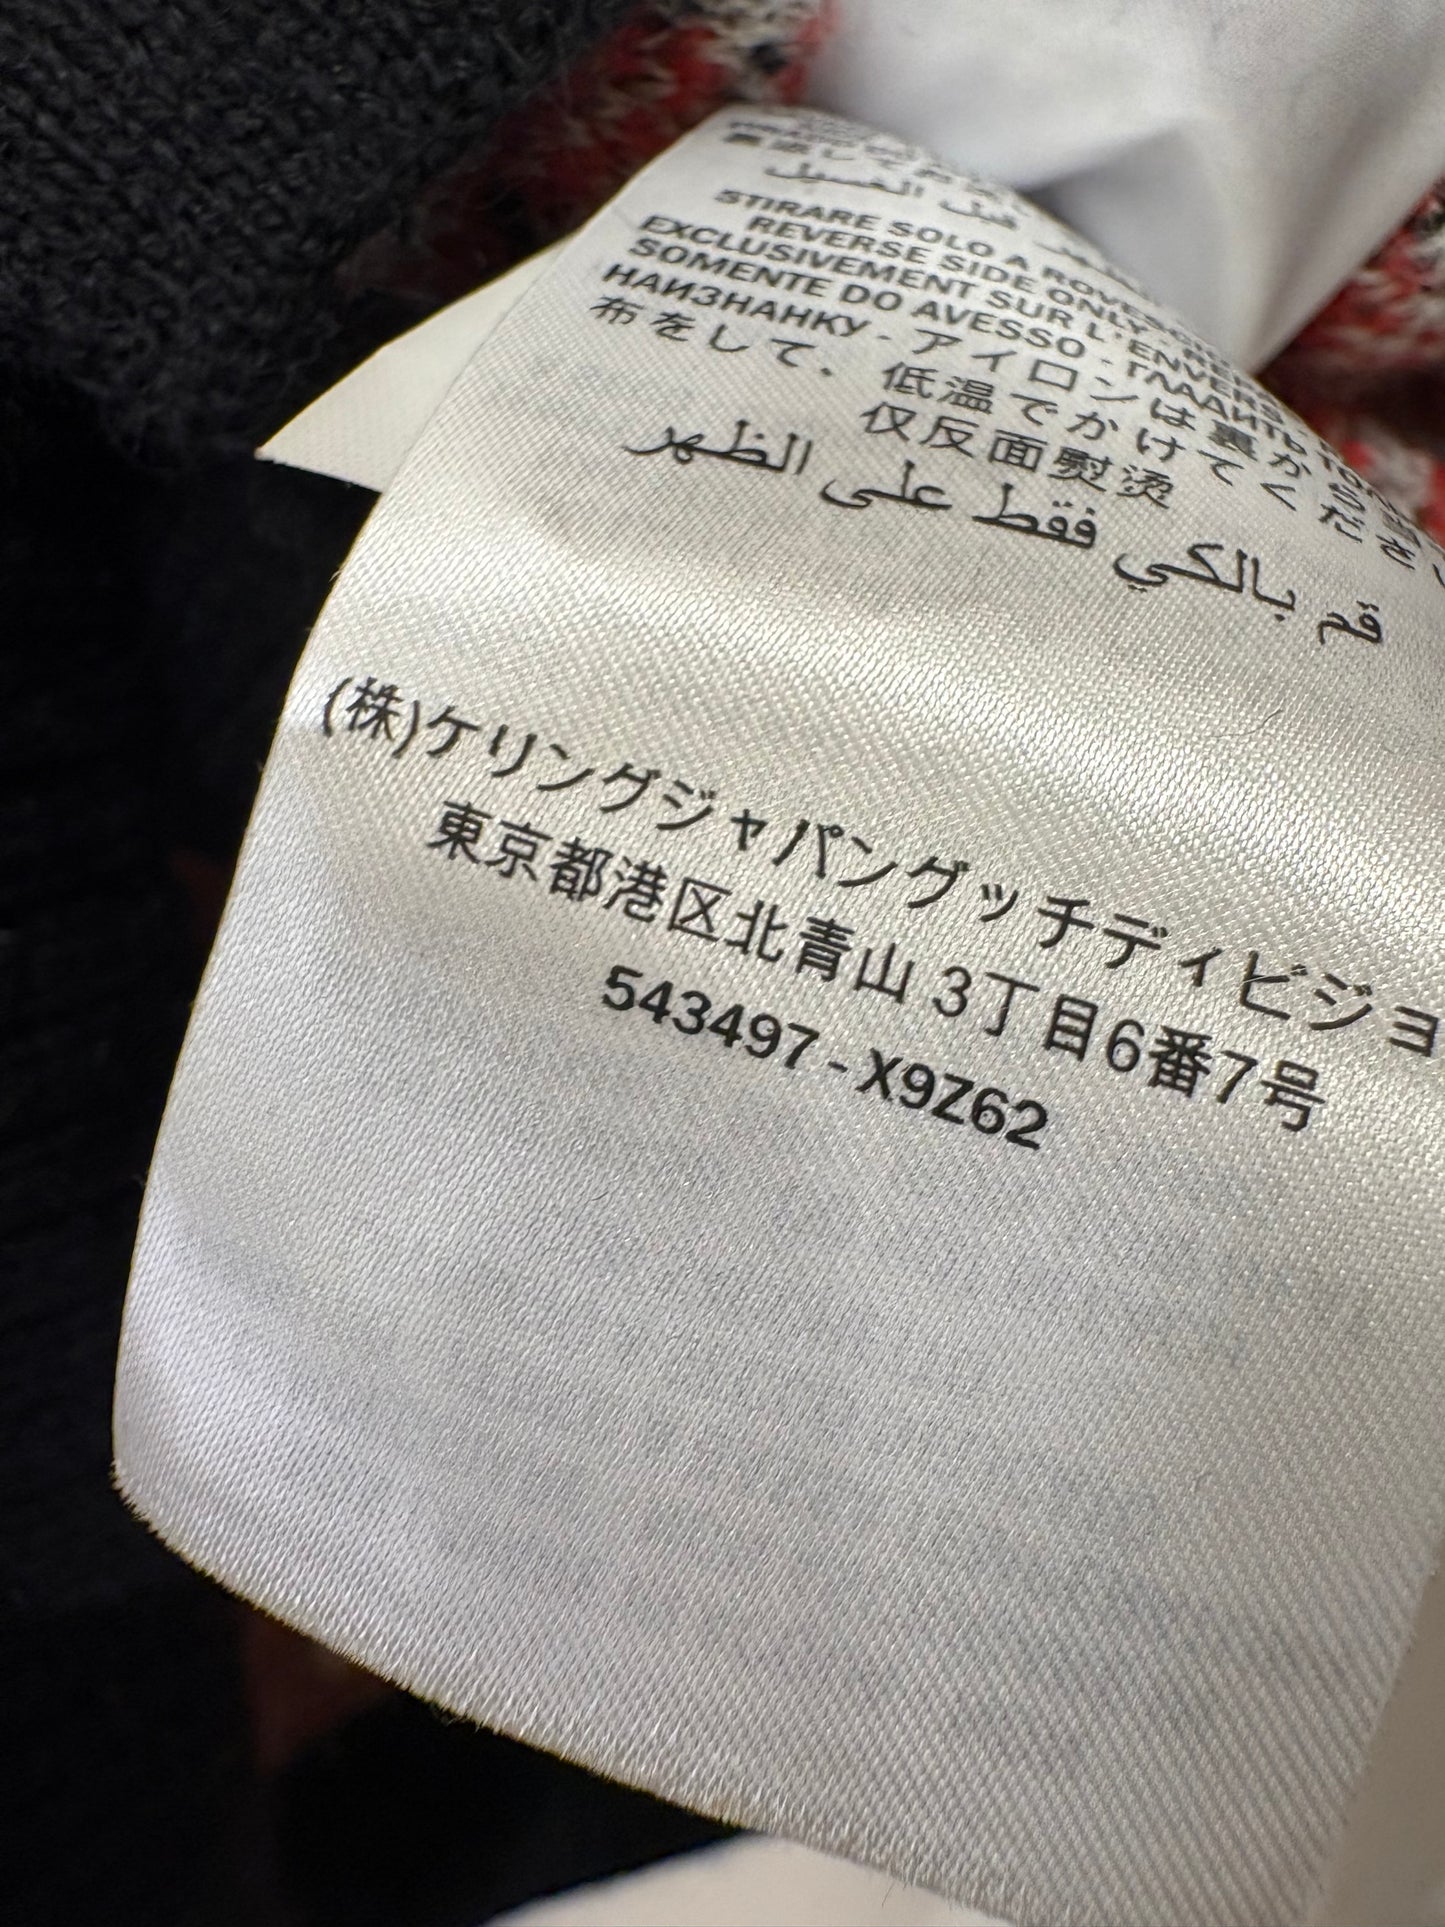 STIRARE SOLO A ROVESCIO
REVERSE SIDE ONLY
EXCLUSIVEMENT SUR L'ENVERS
SOMENTE DO AVESSO - ГЛАДИТЬ
НАИЗНАНКУ - アイロンは裏から
布をして、低温でかけてくだ
仅反面熨烫
قم بالكي فقط على الظهر
(株)ケリングジャパングッチディビジョ
東京都港区北青山 3丁目6番7号
543497 - X9Z62